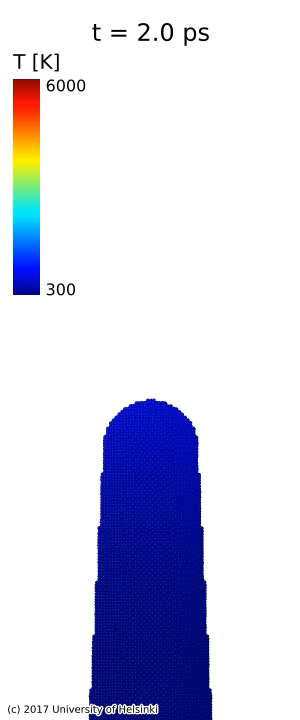 t = 2.0 ps
T [K]
6000
300
(c) 2017 University of Helsinki